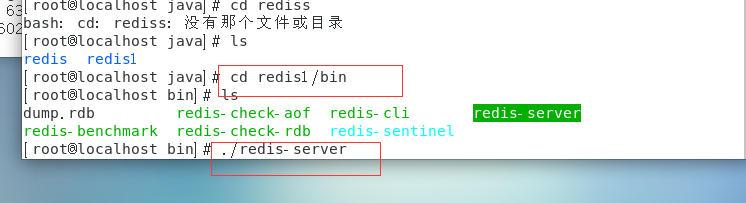 63
602
[root@localhost java]# cd rediss
bash: cd: rediss: 没有那个文件或目录
[root@localhost java]# ls
redis  redis1
[root@localhost java]# cd redis1/bin
[root@localhost bin]# ls
dump.rdb         redis-check-aof  redis-cli       redis-server
redis-benchmark  redis-check-rdb  redis-sentinel
[root@localhost bin]# ./redis-server